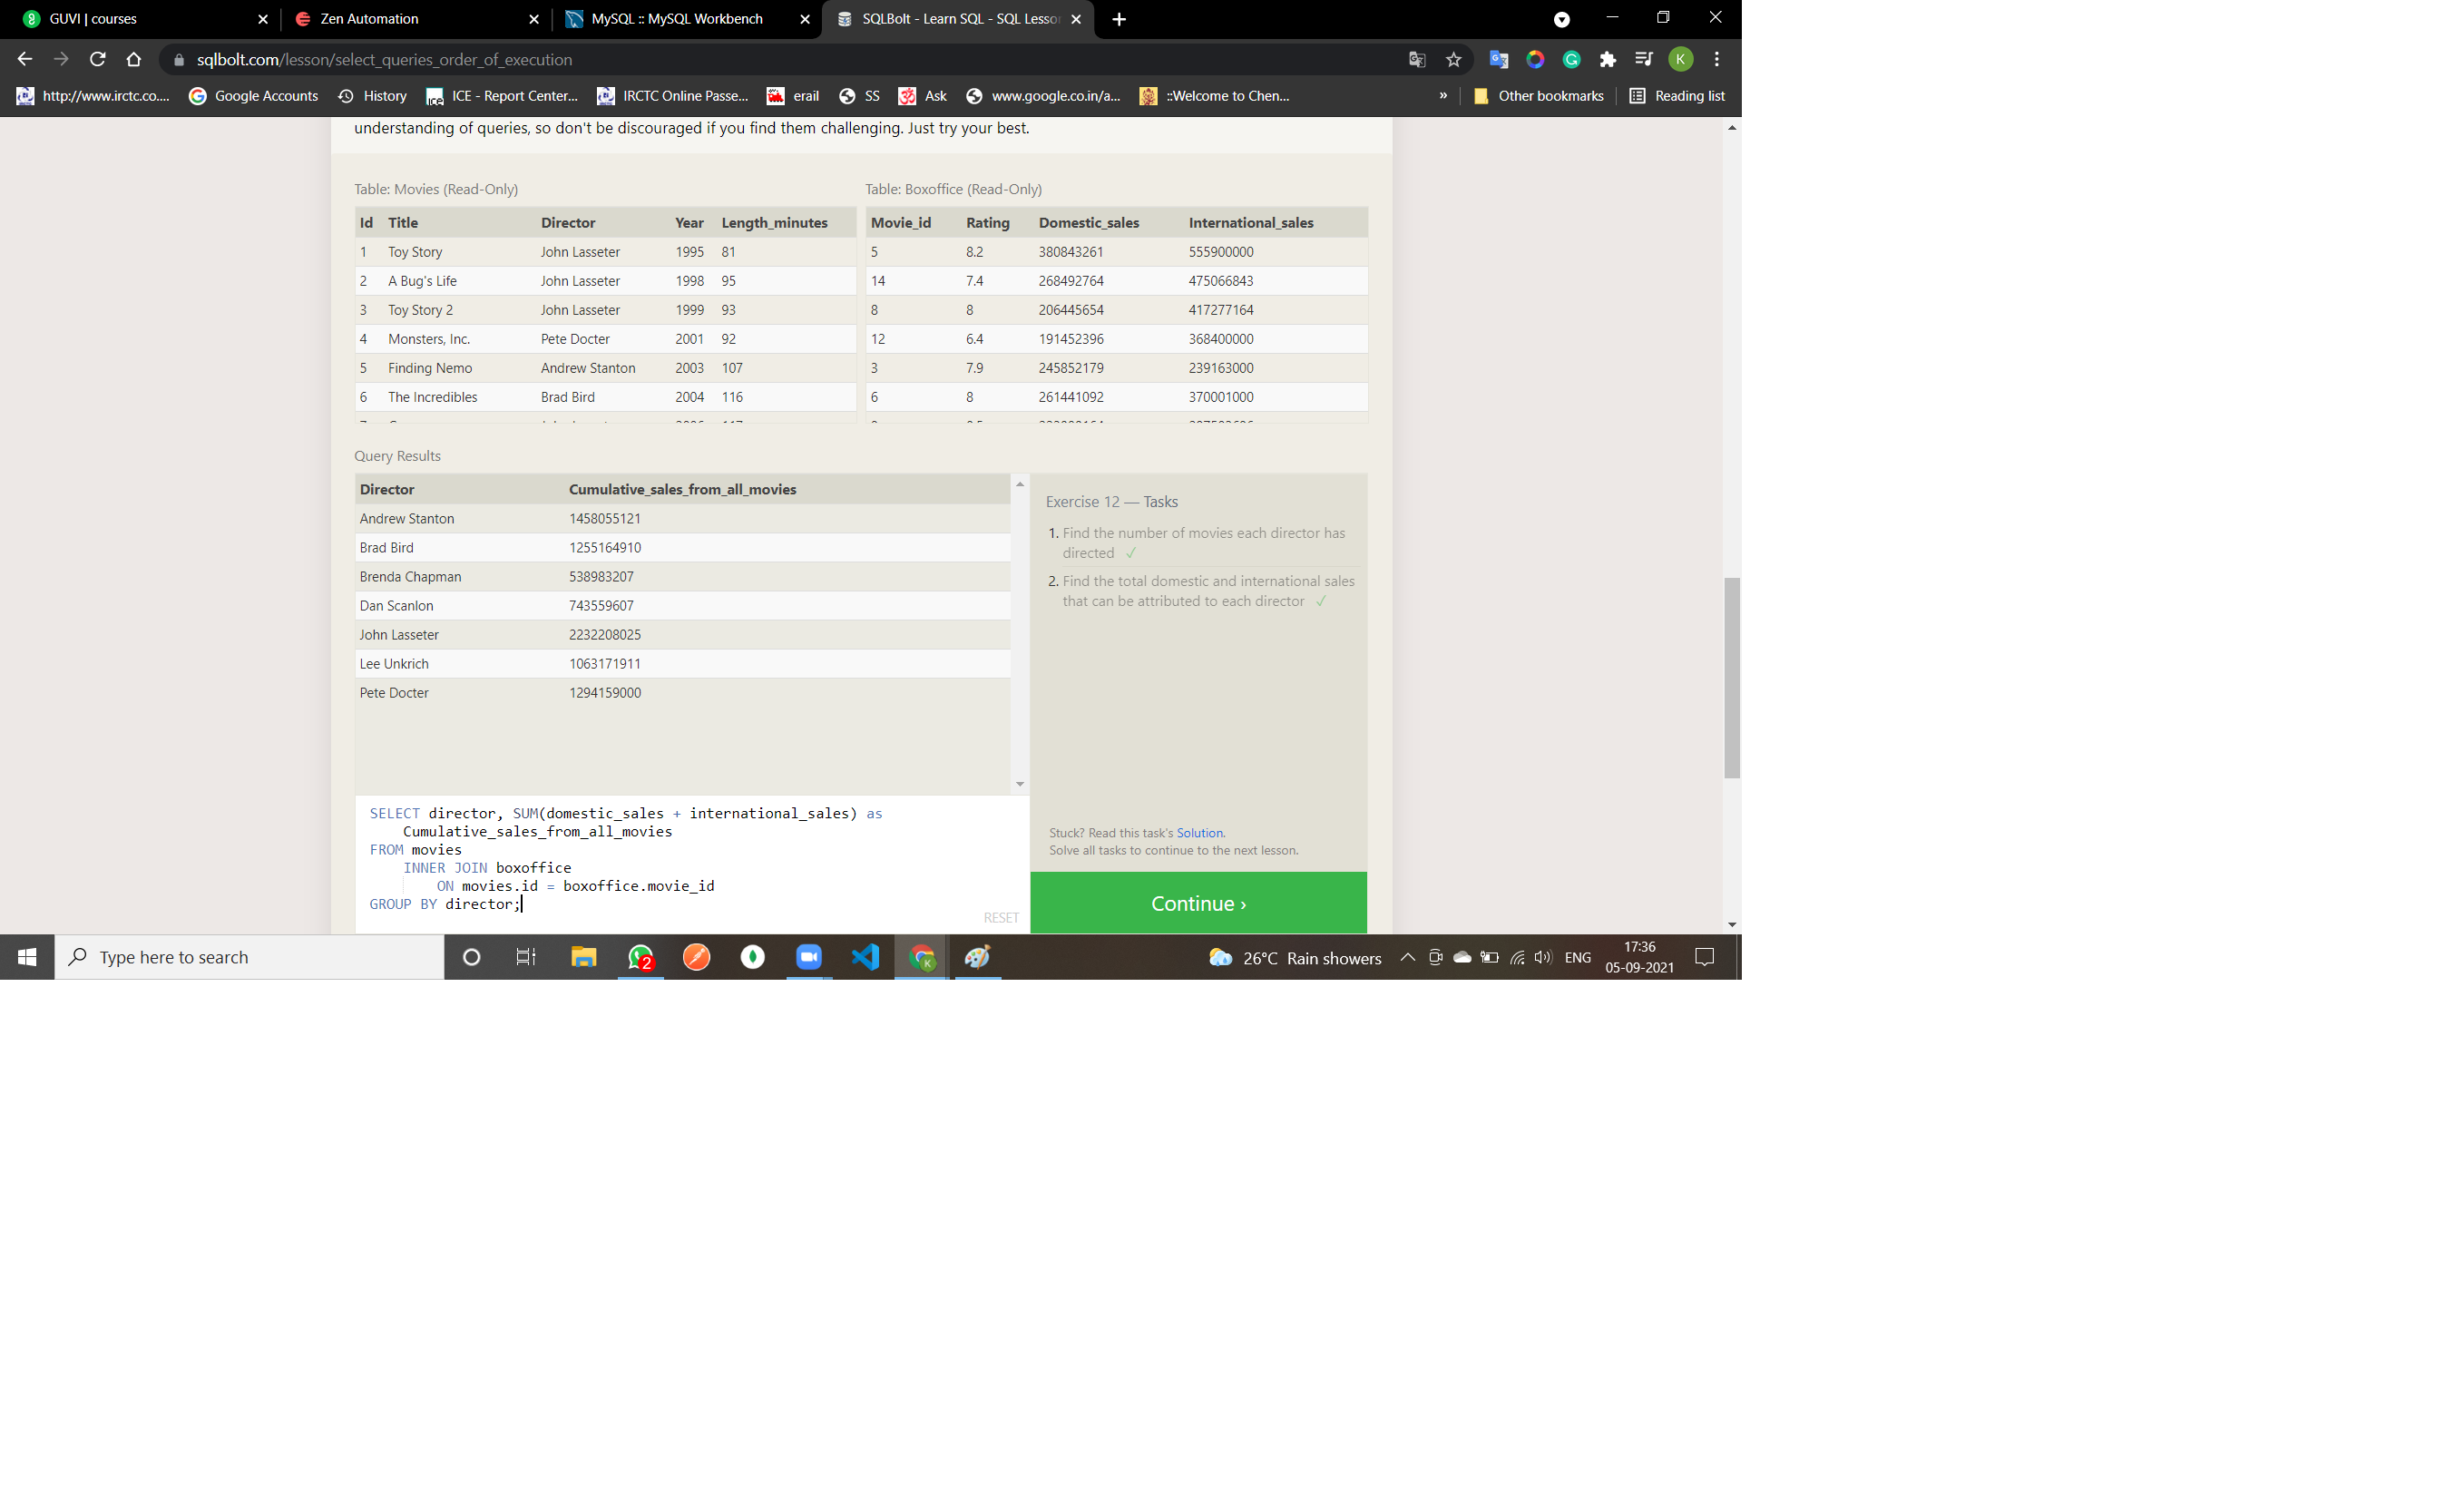 GUVI | courses
Zen Automation
MySQL :: MySQL Workbench
SQLBolt - Learn SQL - SQL Lesso
sqlbolt.com/lesson/select_queries_order_of_execution
K
http://www.irctc.co.... Google Accounts History ICE - Report Center... IRCTC Online Passe... erail SS Ask www.google.co.in/a... ::Welcome to Chen... » Other bookmarks Reading list
understanding of queries, so don't be discouraged if you find them challenging. Just try your best.
Table: Movies (Read-Only)
Id Title Director Year Length_minutes
1 Toy Story John Lasseter 1995 81
2 A Bug's Life John Lasseter 1998 95
3 Toy Story 2 John Lasseter 1999 93
4 Monsters, Inc. Pete Docter 2001 92
5 Finding Nemo Andrew Stanton 2003 107
6 The Incredibles Brad Bird 2004 116
Table: Boxoffice (Read-Only)
Movie_id Rating Domestic_sales International_sales
5 8.2 380843261 555900000
14 7.4 268492764 475066843
8 8 206445654 417277164
12 6.4 191452396 368400000
3 7.9 245852179 239163000
6 8 261441092 370001000
Query Results
Director Cumulative_sales_from_all_movies
Andrew Stanton 1458055121
Brad Bird 1255164910
Brenda Chapman 538983207
Dan Scanlon 743559607
John Lasseter 2232208025
Lee Unkrich 1063171911
Pete Docter 1294159000
SELECT director, SUM(domestic_sales + international_sales) as
Cumulative_sales_from_all_movies
FROM movies
INNER JOIN boxoffice
ON movies.id = boxoffice.movie_id
GROUP BY director;
RESET
Exercise 12 — Tasks
1. Find the number of movies each director has
directed ✓
2. Find the total domestic and international sales
that can be attributed to each director ✓
Stuck? Read this task's Solution.
Solve all tasks to continue to the next lesson.
Continue ›
Type here to search
2
K
26°C Rain showers
ENG
17:36
05-09-2021